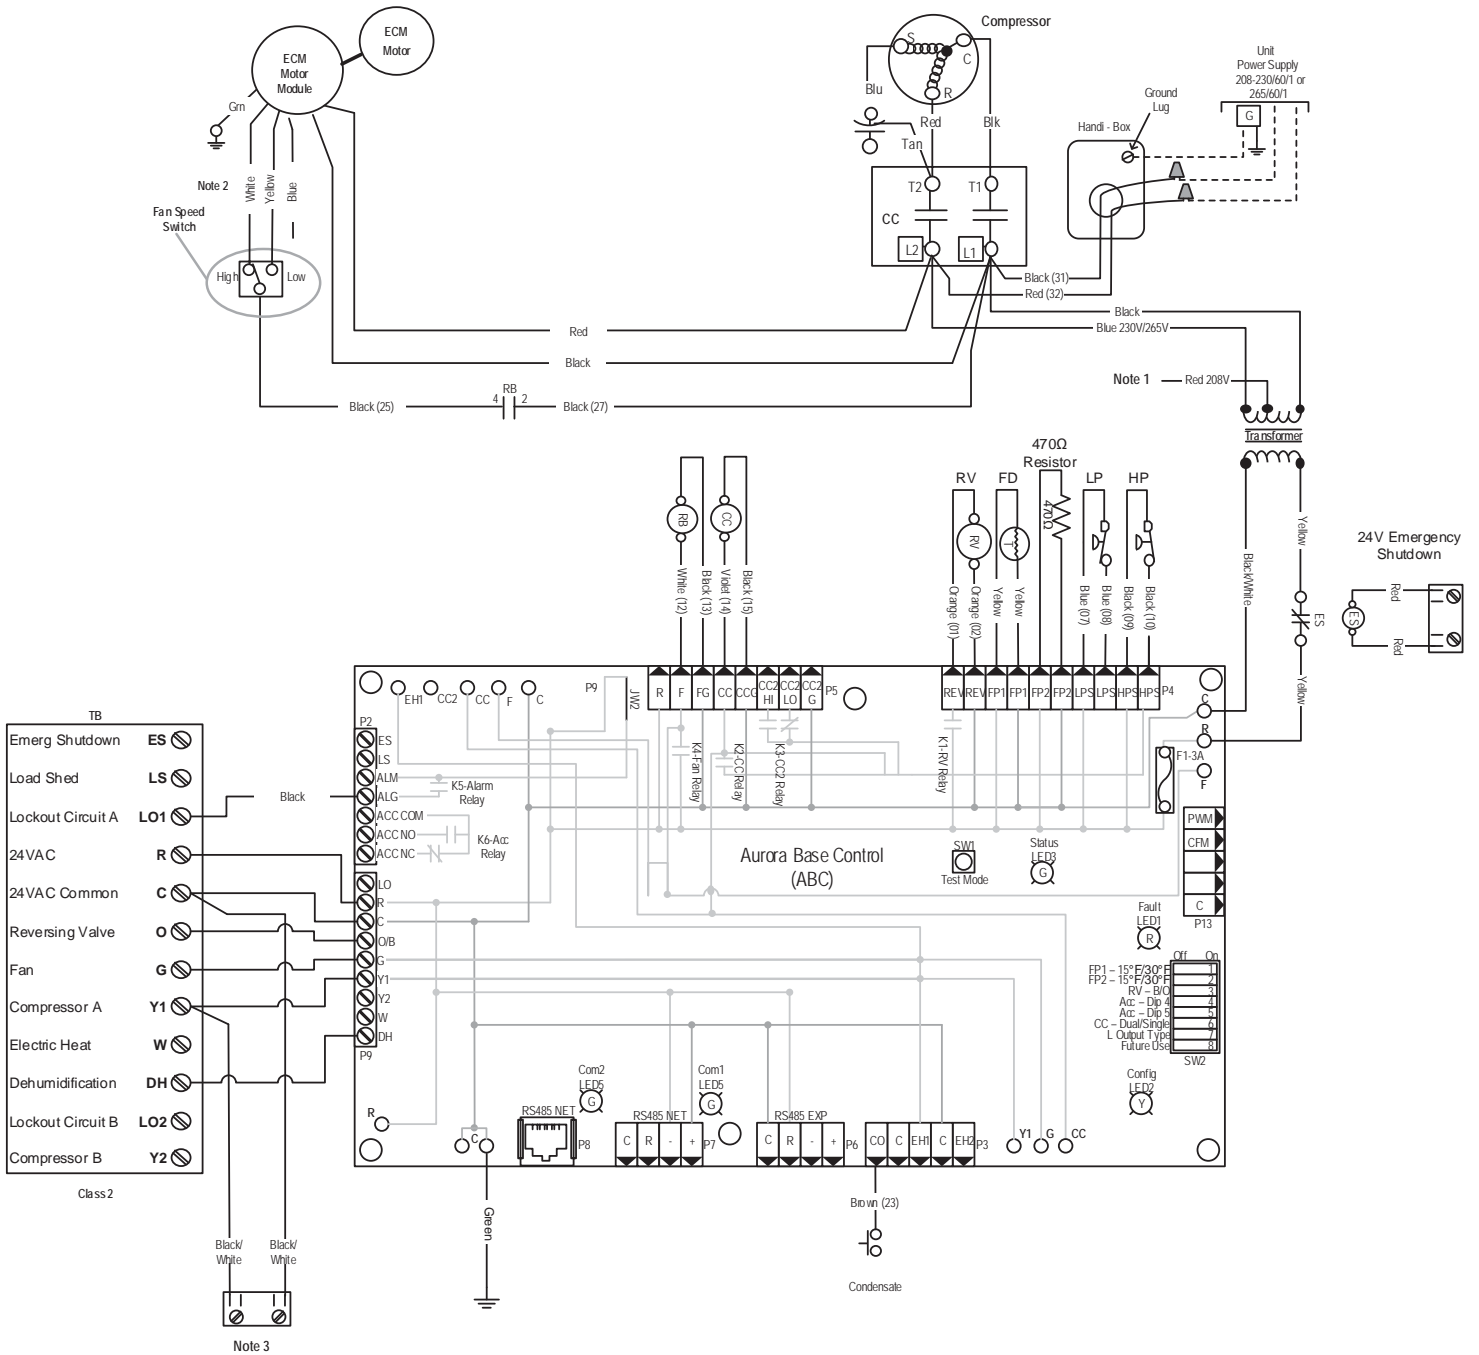 ECM
Motor
ECM
Motor
Module
Grn
White
Yellow
Blue
Note 2
Fan Speed
Switch
High
Low
Compressor
S
C
R
Blu
Red
Blk
Tan
T2
T1
CC
L2
L1
Handi - Box
Ground
Lug
Unit
Power Supply
208-230/60/1 or
265/60/1
G
Black (31)
Red (32)
Black
Blue 230V/265V
Red
Black
Note 1
Red 208V
Black (25)
4
RB
2
Black (27)
Transformer
Black/White
Yellow
ES
Yellow
24V Emergency
Shutdown
ES
Red
Red
RB
CC
White (12)
Black (13)
Violet (14)
Black (15)
RV
FD
470Ω
Resistor
LP
HP
RV
T
470Ω
Orange (01)
Orange (02)
Yellow
Yellow
Blue (07)
Blue (08)
Black (09)
Black (10)
EH1
CC2
CC
F
C
P9
JW2
R
F
FG
CC
CCG
CC2
HI
CC2
LO
CC2
G
P5
REV
REV
FP1
FP1
FP2
FP2
LPS
LPS
HPS
HPS
P4
C
R
F1-3A
F
K4-Fan Relay
K2-CC Relay
K3-CC2 Relay
K1-RV Relay
P2
ES
LS
ALM
ALG
ACC COM
ACC NO
ACC NC
K5-Alarm
Relay
K6-Acc
Relay
LO
R
C
O/B
G
Y1
Y2
W
DH
P9
TB
Emerg Shutdown ES
Load Shed LS
Lockout Circuit A LO1
24VAC R
24VAC Common C
Reversing Valve O
Fan G
Compressor A Y1
Electric Heat W
Dehumidification DH
Lockout Circuit B LO2
Compressor B Y2
Class 2
Black
Aurora Base Control
(ABC)
SW1
Test Mode
Status
LED3
G
PWM
CFM
C
P13
Fault
LED1
R
Off On
FP1 – 15°F/30°F 1
FP2 – 15°F/30°F 2
RV – B/O 3
Acc – Dip 4 4
Acc – Dip 5 5
CC – Dual/Single 6
L Output Type 7
Future Use 8
SW2
Config
LED2
Y
R
C
Com2
LED5
G
Com1
LED5
G
RS485 NET
P8
RS485 NET
C
R
-
+
P7
RS485 EXP
C
R
-
+
P6
CO
C
EH1
C
EH2
P3
Y1
G
CC
Green
Brown (23)
Condensate
Black/
White
Black/
White
Note 3